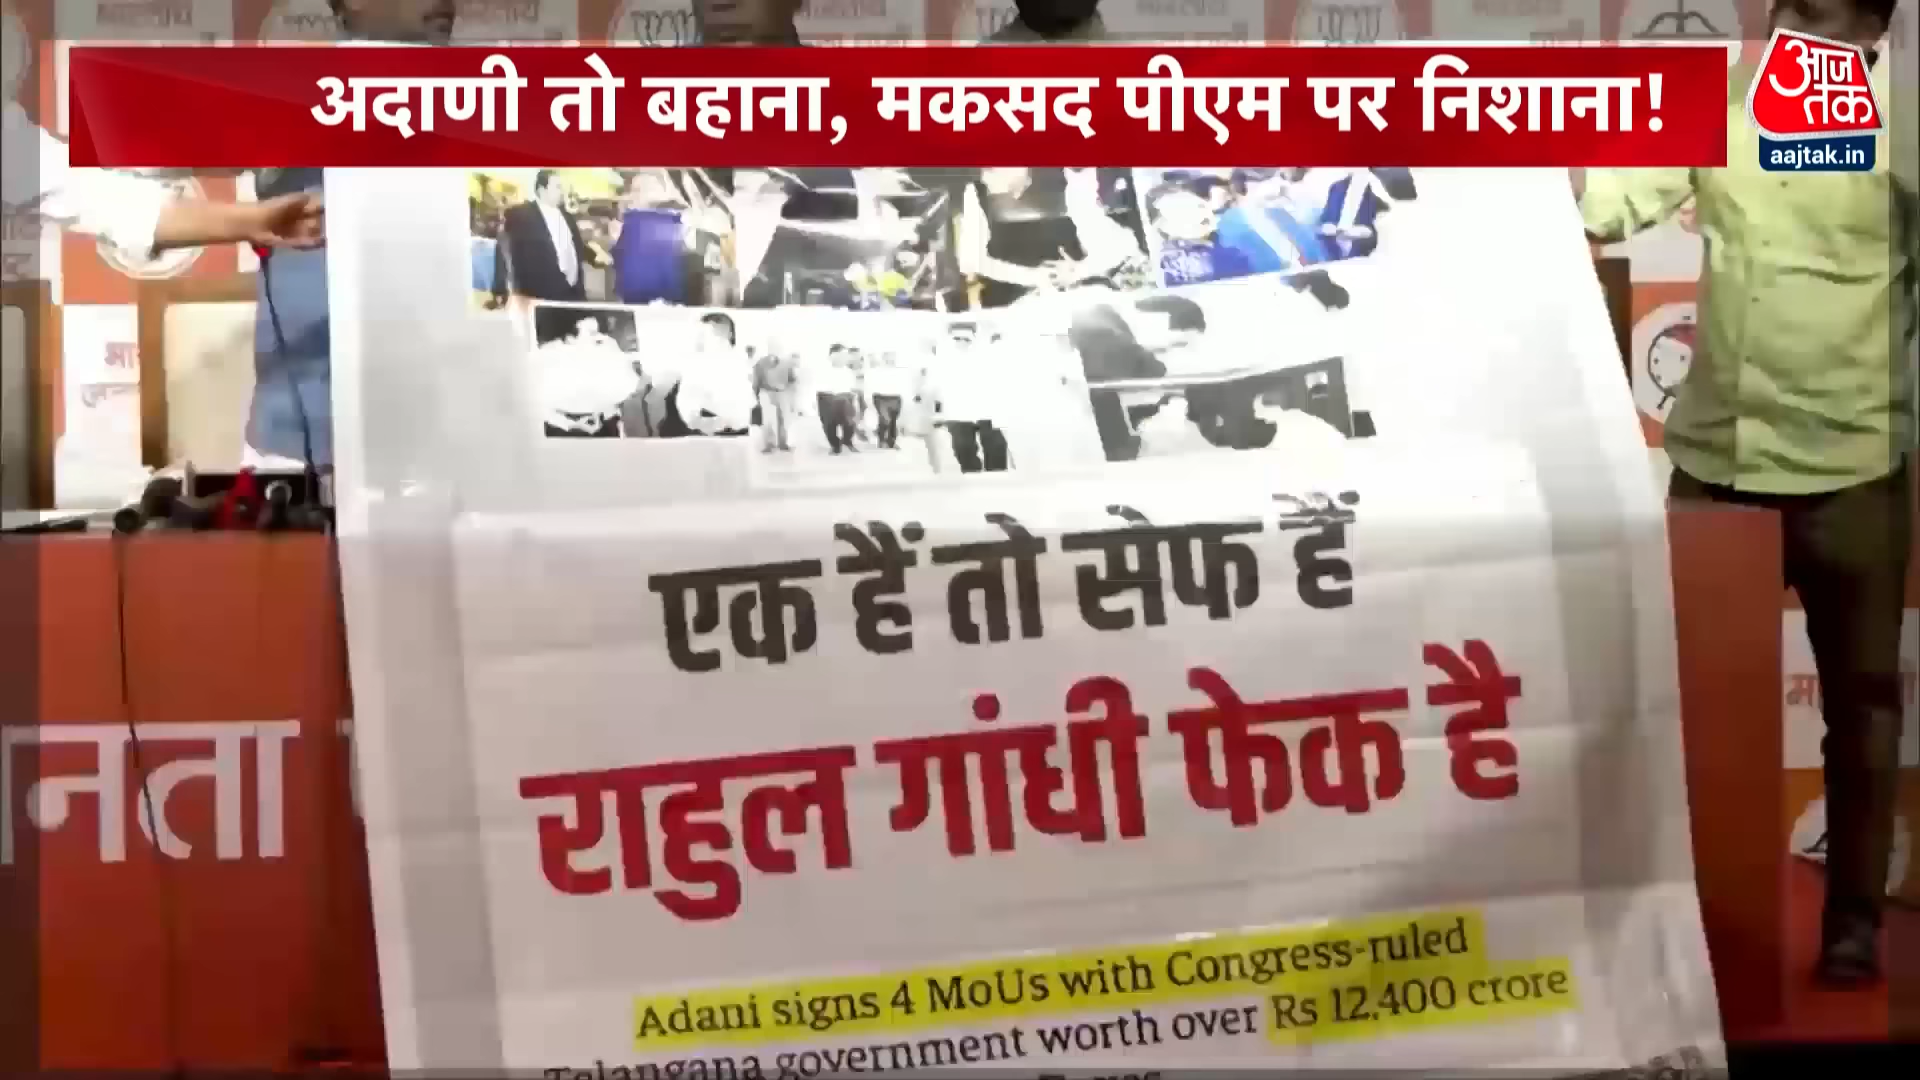 अदाणी तो बहाना, मकसद पीएम पर निशाना!
आज
तक
aajtak.in
एक हैं तो सेफ हैं
राहुल गांधी फेक है
Adani signs 4 MoUs with Congress-ruled
Telangana government worth over Rs 12,400 crore
नता